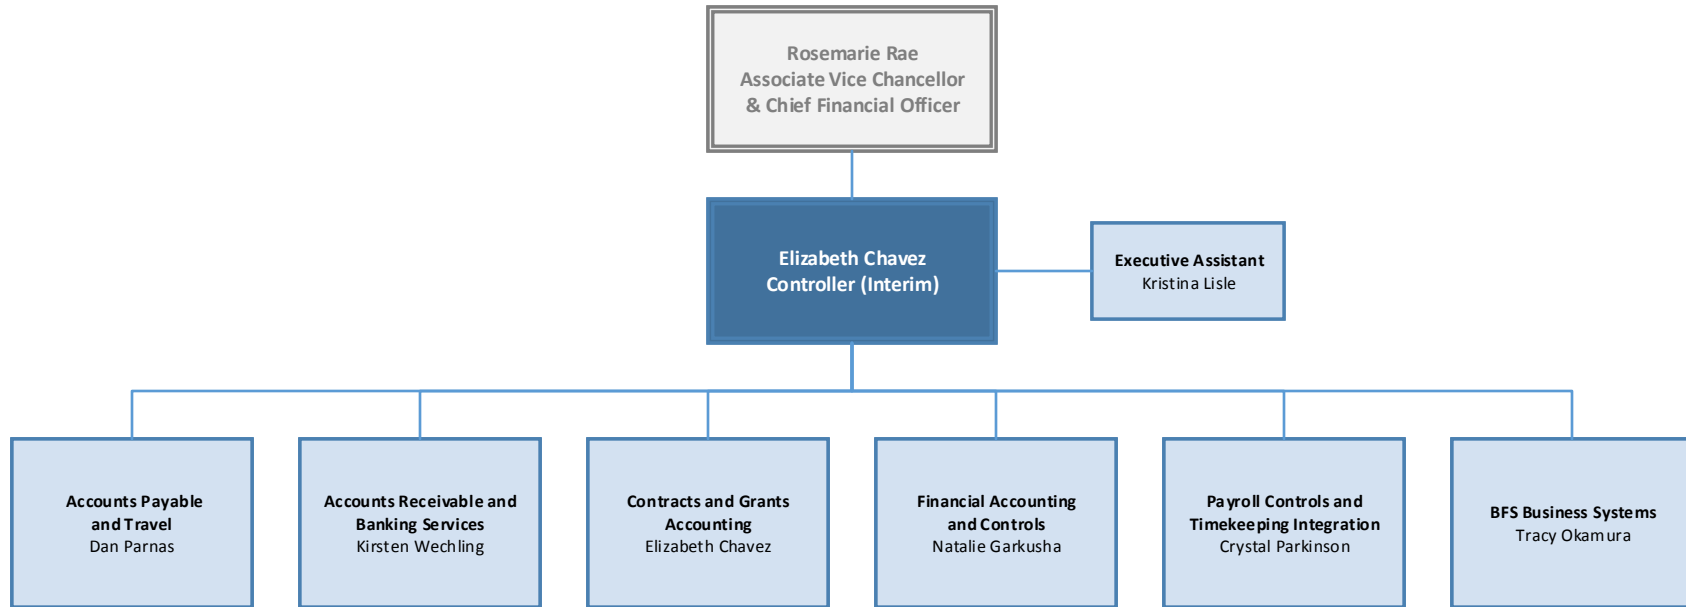 Rosemarie Rae
Associate Vice Chancellor
& Chief Financial Officer
Elizabeth Chavez
Controller (Interim)
Executive Assistant
Kristina Lisle
Accounts Payable
and Travel
Dan Parnas
Accounts Receivable and
Banking Services
Kirsten Wechling
Contracts and Grants
Accounting
Elizabeth Chavez
Financial Accounting
and Controls
Natalie Garkusha
Payroll Controls and
Timekeeping Integration
Crystal Parkinson
BFS Business Systems
Tracy Okamura